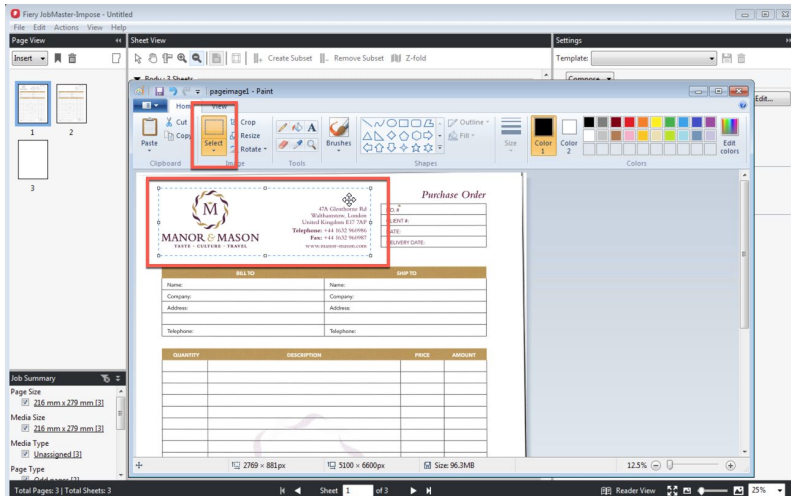 Fiery JobMaster-Impose - Untitled
File Edit Actions View Help
Page View
Sheet View
Settings
Insert
Create Subset
Remove Subset
Z-fold
Template:
Body : 3 Sheets
Compose
Edit...
1
2
3
pageimage1 - Paint
Home
View
Paste
Cut
Copy
Clipboard
Select
Crop
Resize
Rotate
Image
Tools
Brushes
Outline
Fill
Shapes
Size
Color 1
Color 2
Edit colors
Colors
M
MANOR & MASON
TASTE · CULTURE · TRAVEL
47A Glenthorne Rd
Walthamstow, London
United Kingdom E17 7AP
Telephone: +44 1632 960986
Fax: +44 1632 960987
www.manor-mason.com
Purchase Order
P.O. #
CLIENT #:
DATE:
DELIVERY DATE:
BILL TO SHIP TO
Name: Name:
Company: Company:
Address: Address:
Telephone: Telephone:
QUANTITY DESCRIPTION PRICE AMOUNT
2769 × 881px
5100 × 6600px
Size: 96.3MB
12.5%
Job Summary
Page Size
216 mm x 279 mm [3]
Media Size
216 mm x 279 mm [3]
Media Type
Unassigned [3]
Page Type
Odd pages [2]
Total Pages: 3 | Total Sheets: 3
Sheet 1 of 3
Reader View
25%